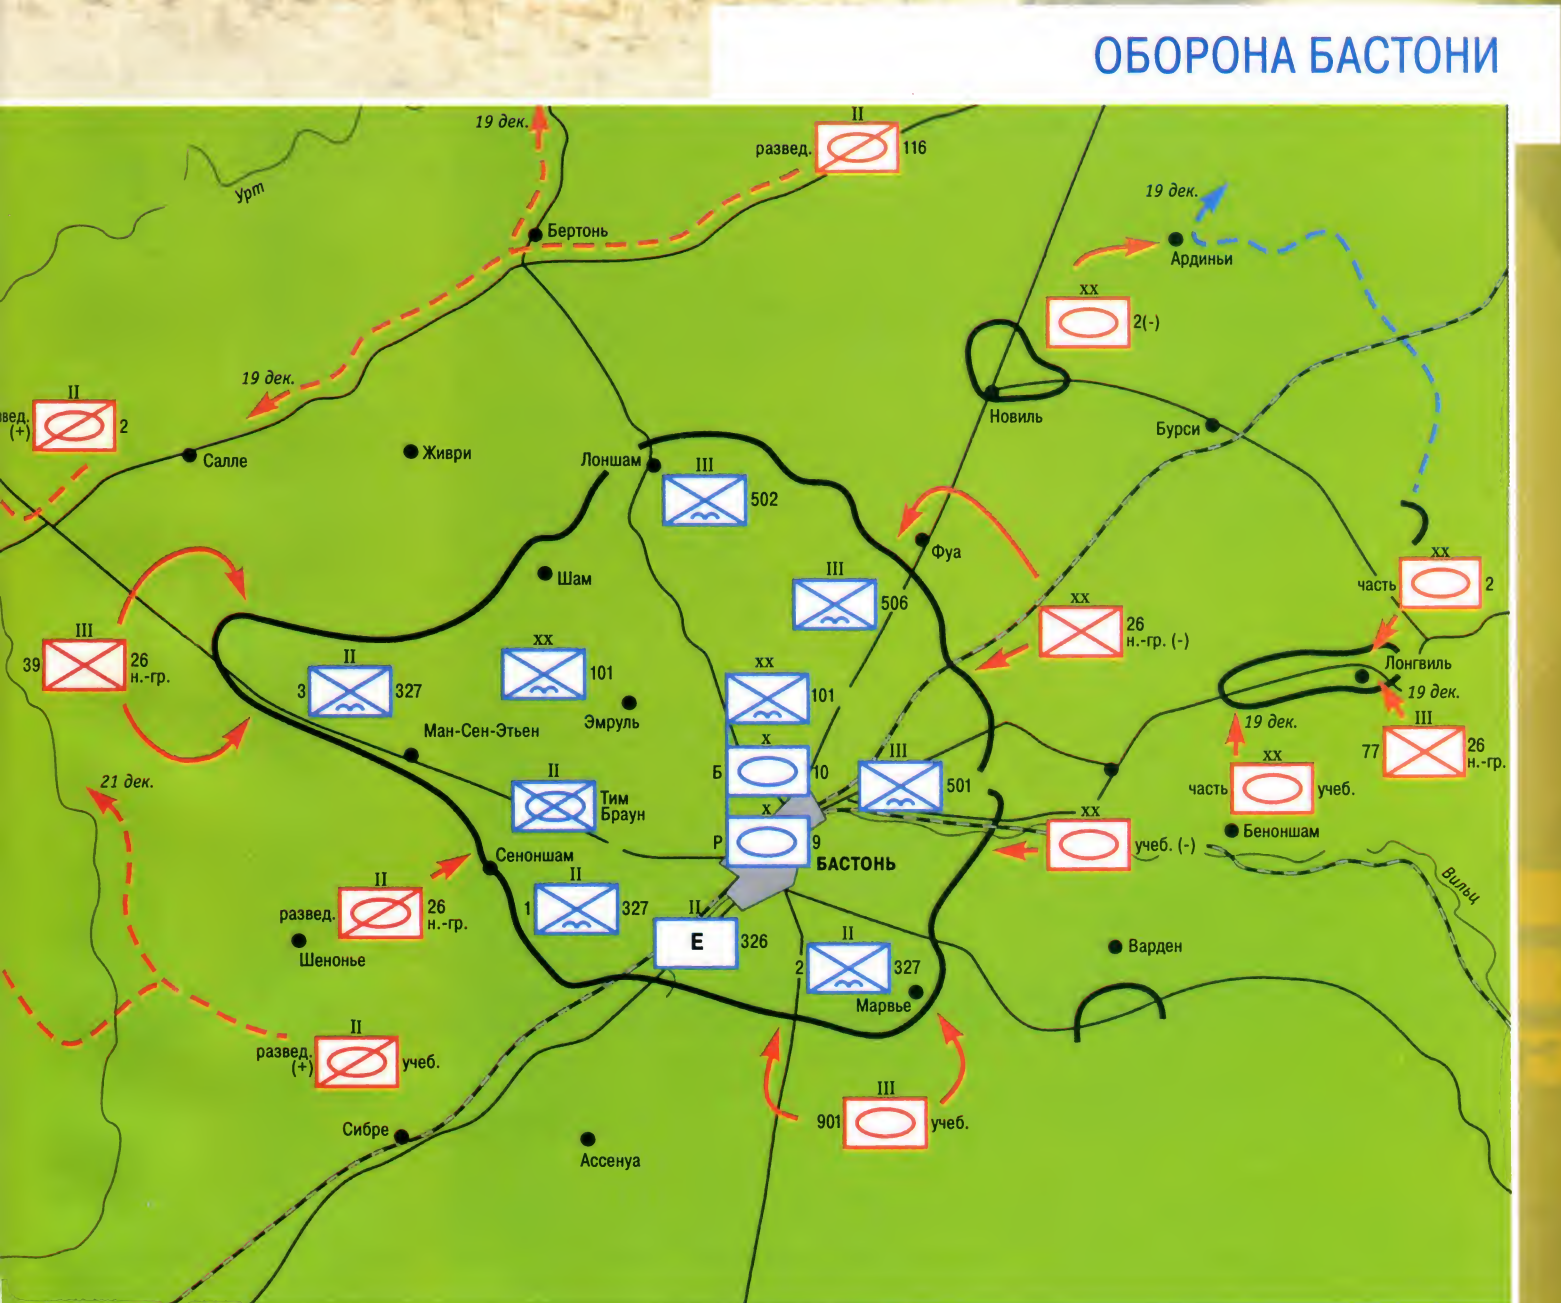 ОБОРОНА БАСТОНИ
19 дек.
II
развед.
116
Урт
19 дек.
Бертонь
Ардиньи
xx
2(-)
19 дек.
II
(+)
2
Новиль
Бурси
Салле
Живри
Лоншам
III
502
Фуа
xx
часть
2
Шам
III
506
xx
26
н.-гр. (-)
III
39
26
н.-гр.
II
3
327
xx
101
xx
101
Лонгвиль
19 дек.
Эмруль
19 дек.
III
77
26
н.-гр.
Ман-Сен-Этьен
x
Б
10
III
501
xx
часть
учеб.
21 дек.
II
Тим
Браун
x
Р
9
xx
учеб. (-)
Беноншам
Сеноншам
БАСТОНЬ
Вильц
II
развед.
26
н.-гр.
II
1
327
II
E
326
II
2
327
Варден
Шенонье
Марвье
II
развед.
(+)
учеб.
III
901
учеб.
Сибре
Ассенуа